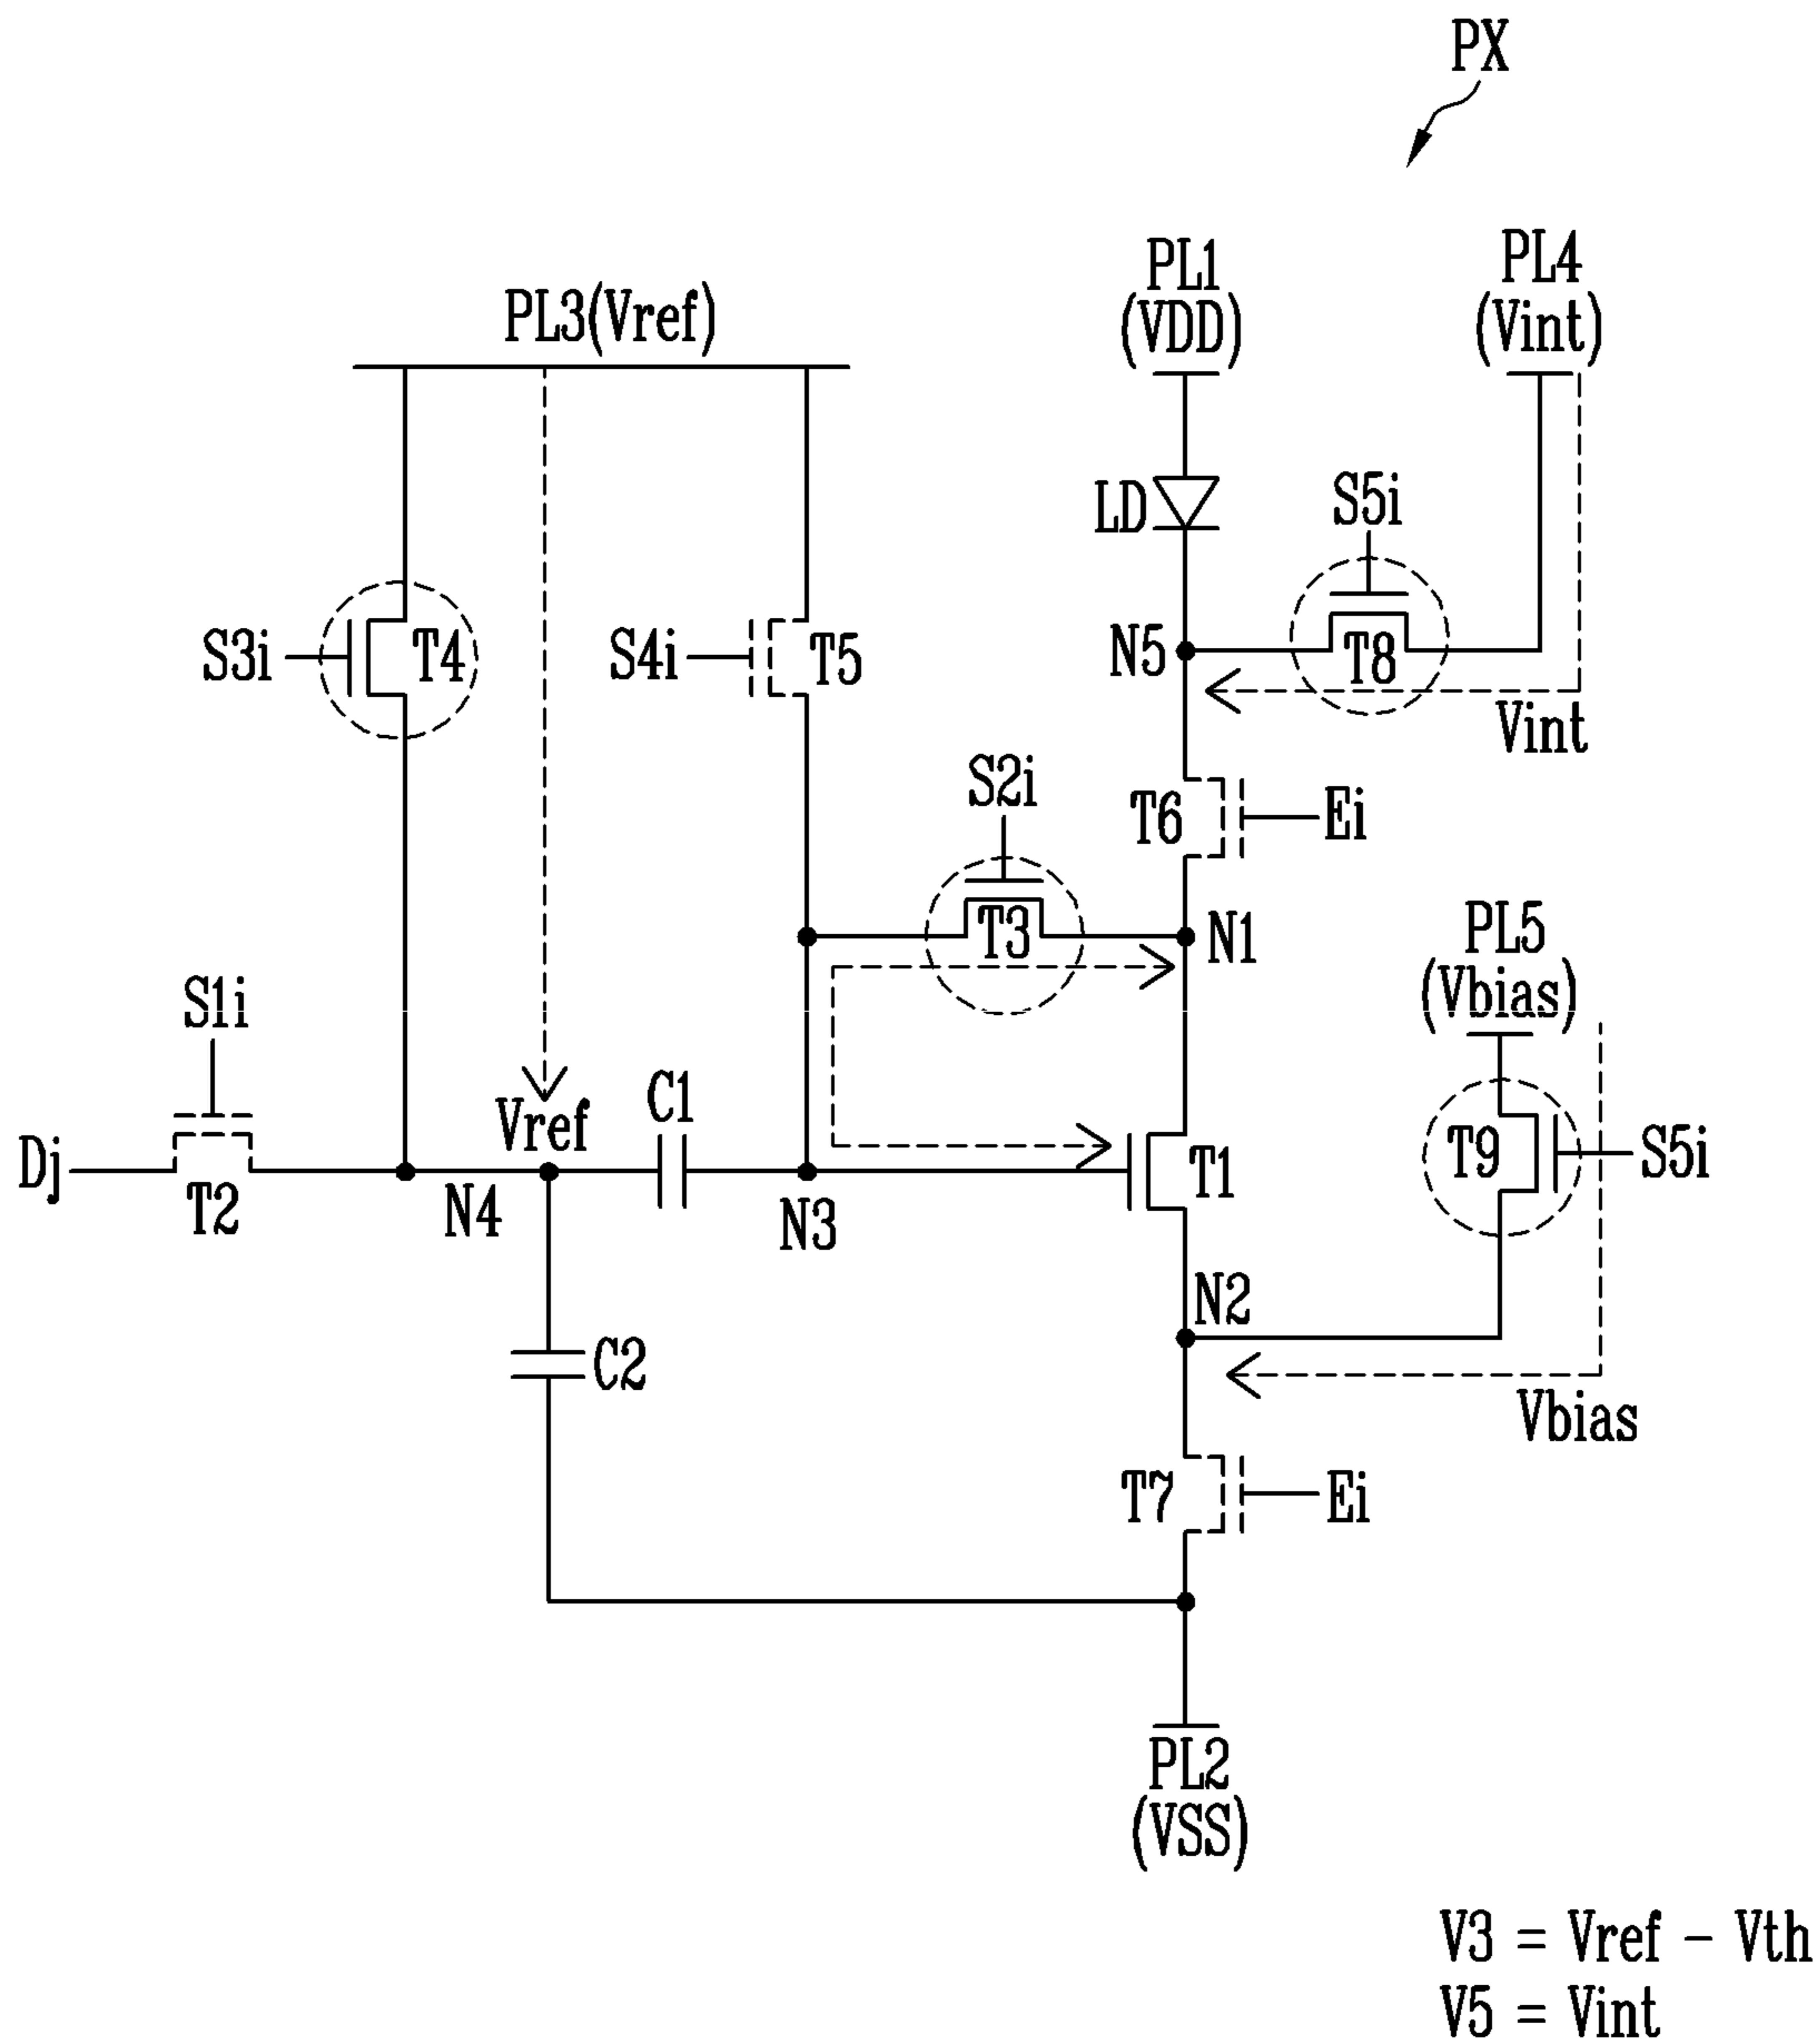 PX
PL1
(VDD)
PL4
(Vint)
PL3(Vref)
LD
S5i
S3i
T4
S4i
T5
N5
T8
Vint
S2i
T6
Ei
T3
N1
PL5
(Vbias)
S1i
Vref
C1
Dj
T2
N4
N3
T1
T9
S5i
N2
C2
Vbias
T7
Ei
PL2
(VSS)
V3 = Vref - Vth
V5 = Vint